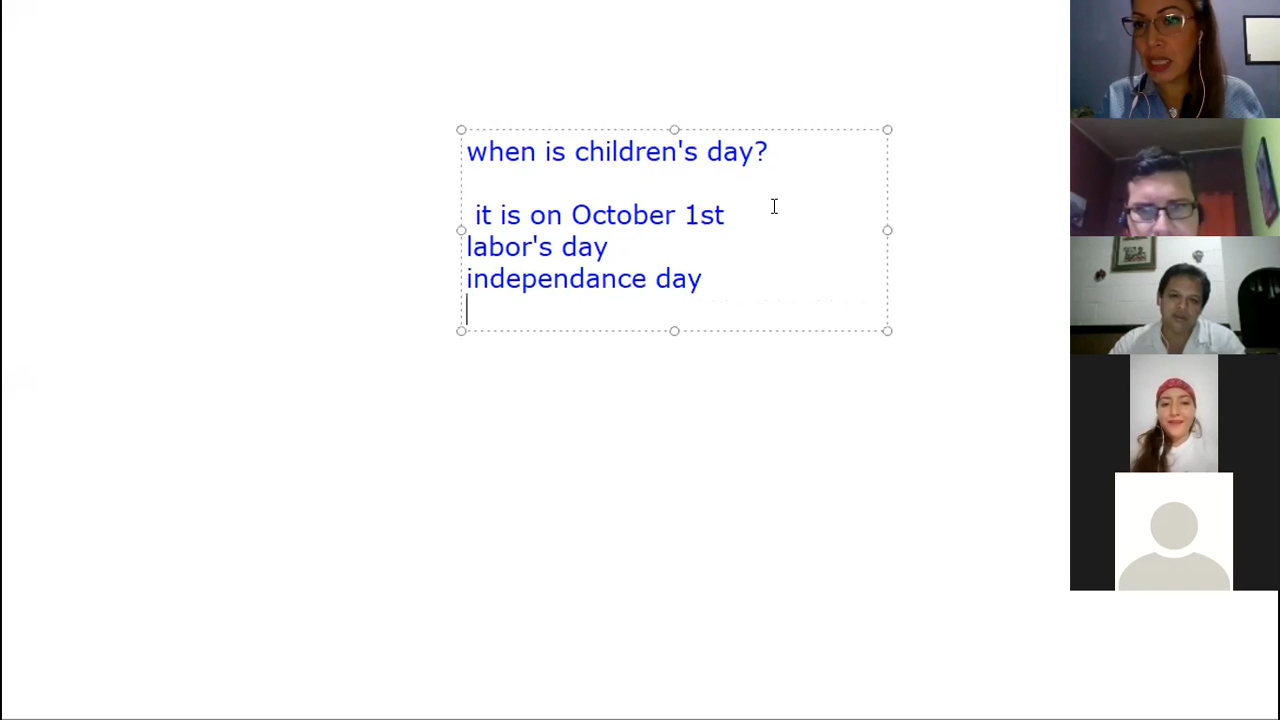 when is children's day?
it is on October 1st
labor's day
independance day